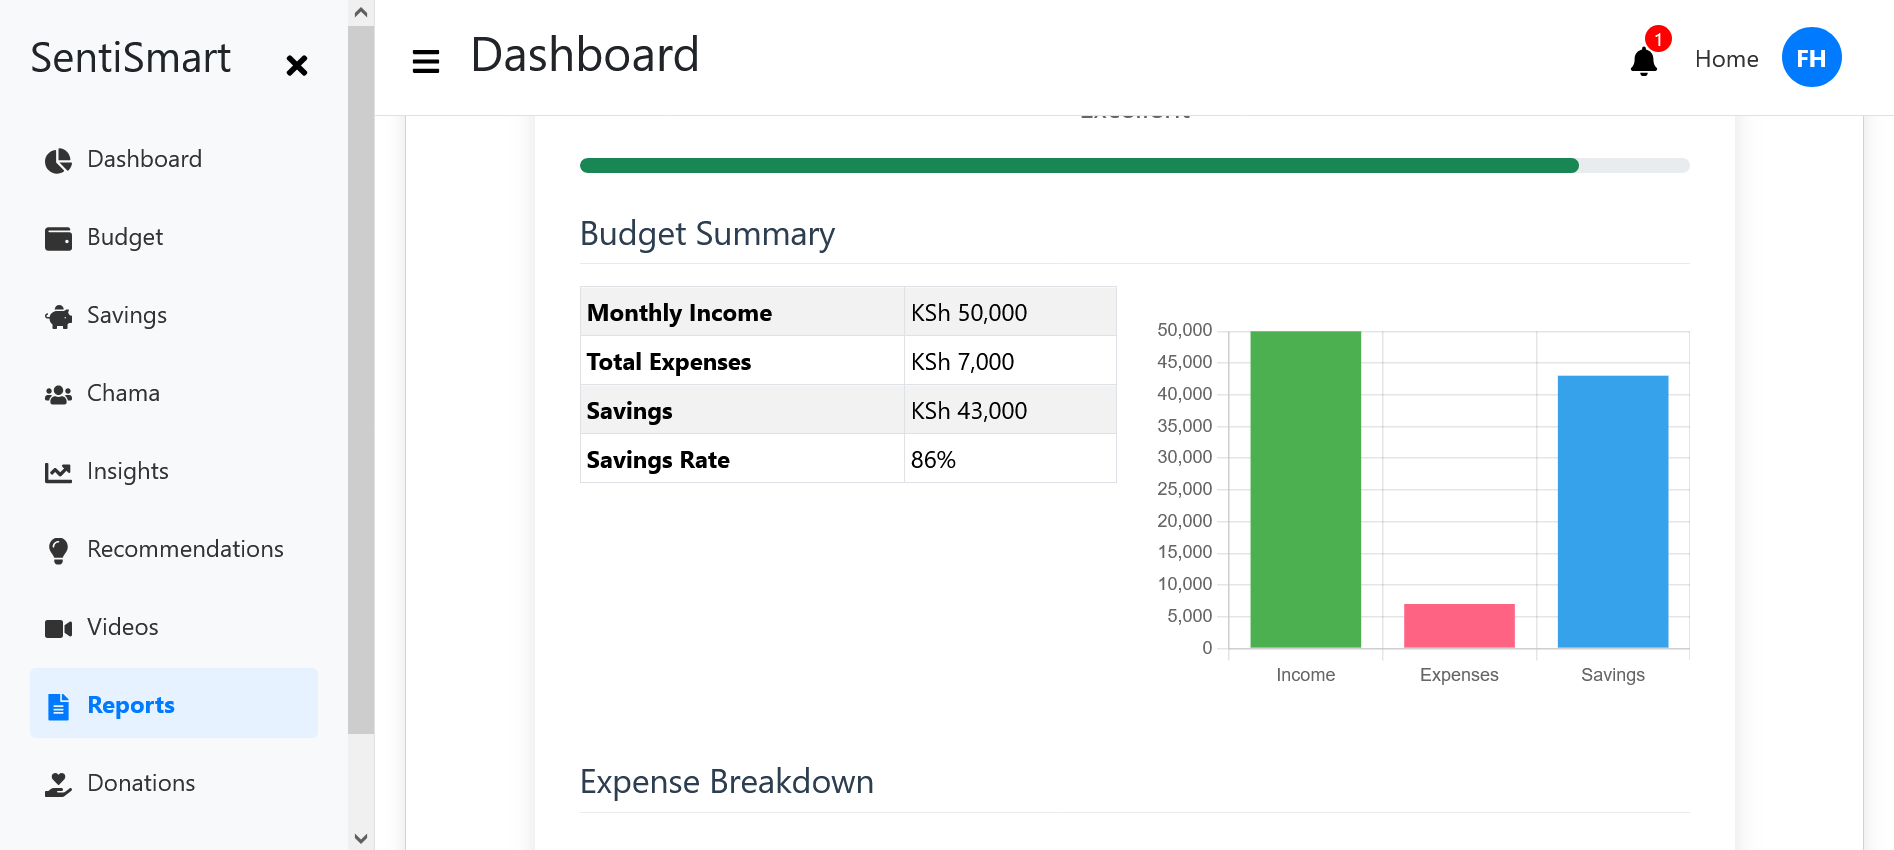 SentiSmart
Dashboard
Budget
Savings
Chama
Insights
Recommendations
Videos
Reports
Donations
Dashboard
1
Home
FH
Excellent
Budget Summary
Monthly Income KSh 50,000
Total Expenses KSh 7,000
Savings KSh 43,000
Savings Rate 86%
50,000
45,000
40,000
35,000
30,000
25,000
20,000
15,000
10,000
5,000
0
Income Expenses Savings
Expense Breakdown